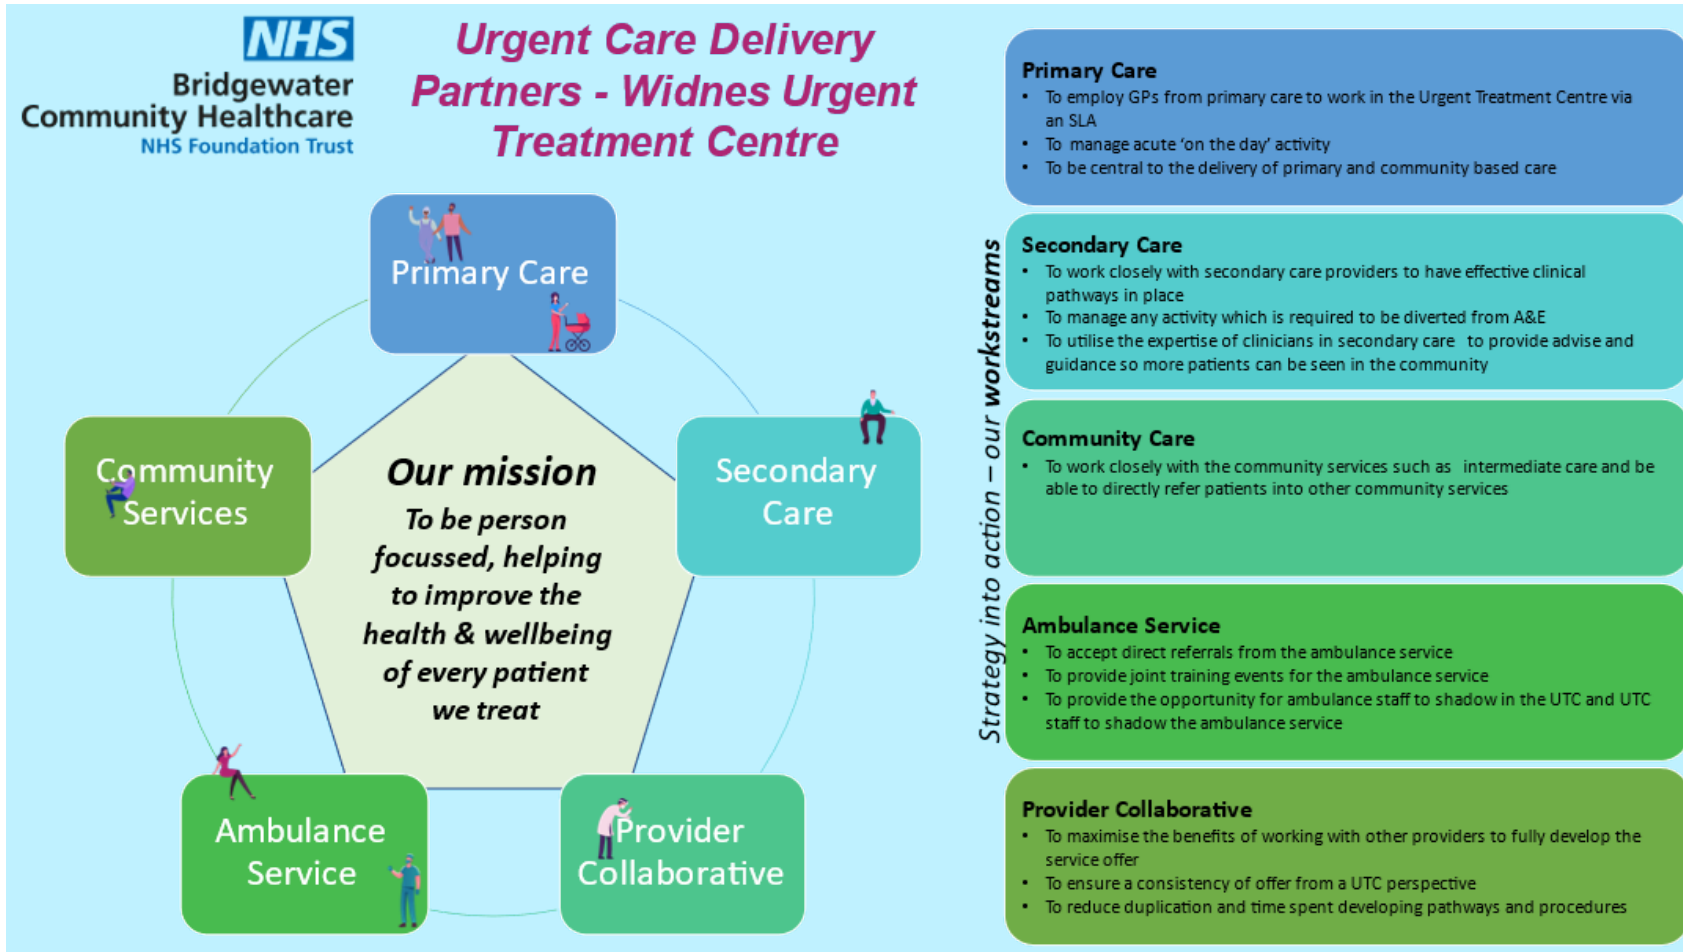 NHS
Bridgewater
Community Healthcare
NHS Foundation Trust
Urgent Care Delivery
Partners - Widnes Urgent
Treatment Centre
Primary Care
Community
Services
Secondary
Care
Our mission
To be person
focussed, helping
to improve the
health & wellbeing
of every patient
we treat
Ambulance
Service
Provider
Collaborative
Strategy into action – our workstreams
Primary Care
• To employ GPs from primary care to work in the Urgent Treatment Centre via
an SLA
• To manage acute ‘on the day’ activity
• To be central to the delivery of primary and community based care
Secondary Care
• To work closely with secondary care providers to have effective clinical
pathways in place
• To manage any activity which is required to be diverted from A&E
• To utilise the expertise of clinicians in secondary care to provide advise and
guidance so more patients can be seen in the community
Community Care
• To work closely with the community services such as intermediate care and be
able to directly refer patients into other community services
Ambulance Service
• To accept direct referrals from the ambulance service
• To provide joint training events for the ambulance service
• To provide the opportunity for ambulance staff to shadow in the UTC and UTC
staff to shadow the ambulance service
Provider Collaborative
• To maximise the benefits of working with other providers to fully develop the
service offer
• To ensure a consistency of offer from a UTC perspective
• To reduce duplication and time spent developing pathways and procedures